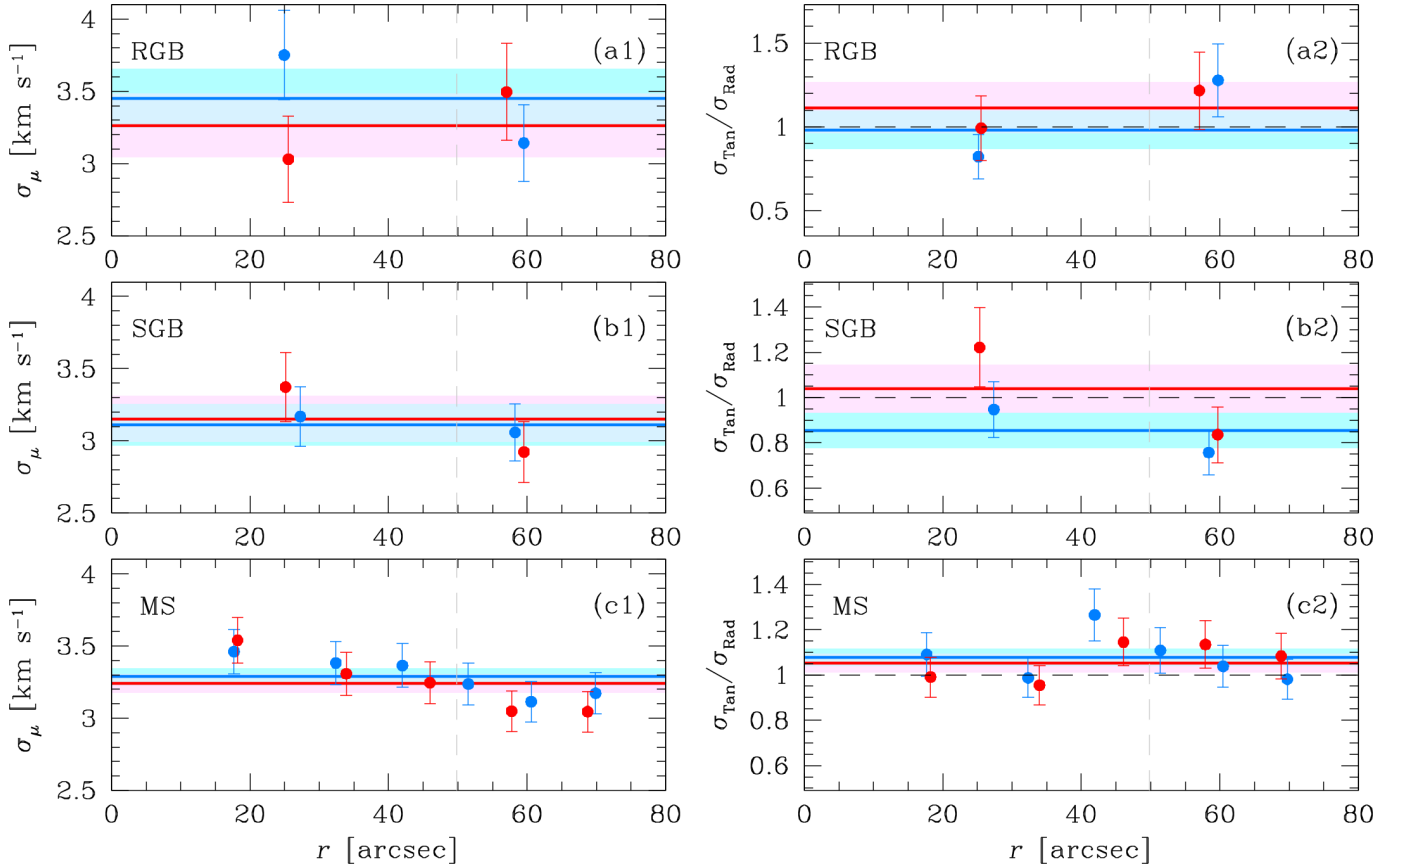 4
3.5
3
2.5
σμ [km s⁻¹]
RGB
(a1)
0 20 40 60 80
1.5
1
0.5
σTan/σRad
RGB
(a2)
0 20 40 60 80
4
3.5
3
2.5
σμ [km s⁻¹]
SGB
(b1)
0 20 40 60 80
1.4
1.2
1
0.8
0.6
σTan/σRad
SGB
(b2)
0 20 40 60 80
4
3.5
3
2.5
σμ [km s⁻¹]
MS
(c1)
0 20 40 60 80
r [arcsec]
1.4
1.2
1
0.8
0.6
σTan/σRad
MS
(c2)
0 20 40 60 80
r [arcsec]